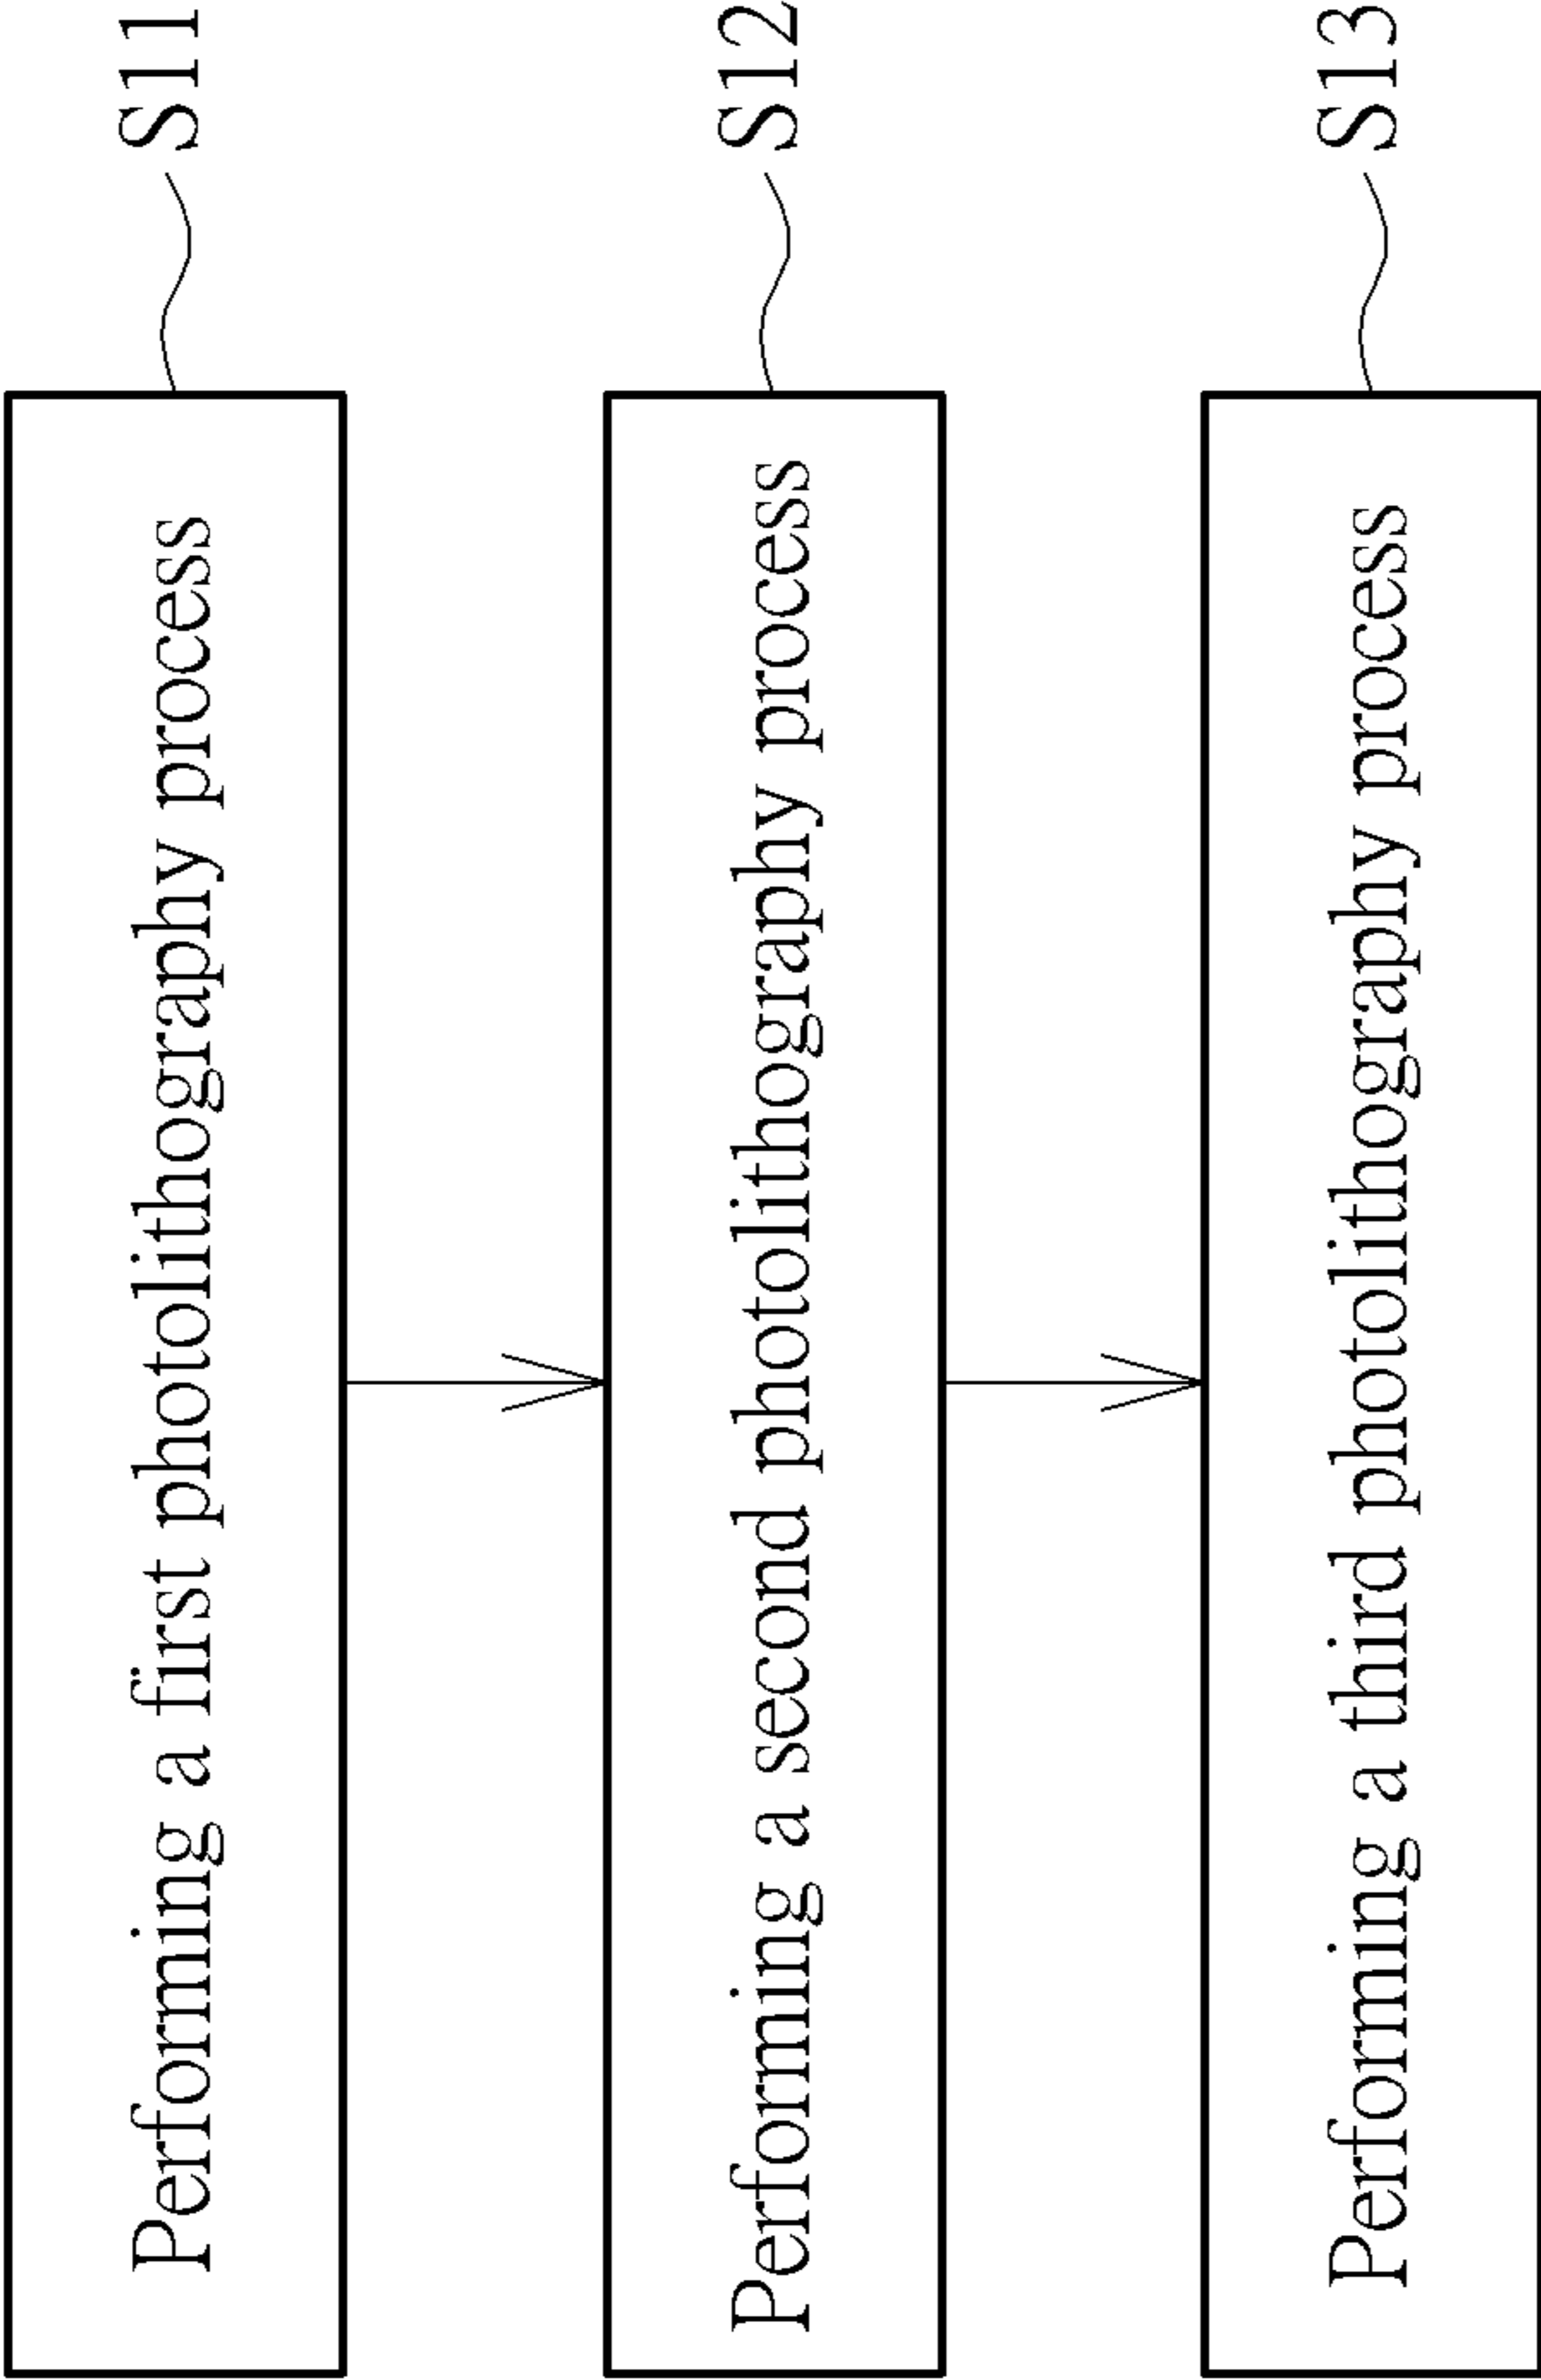 Performing a first photolithography process
S11
Performing a second photolithography process
S12
Performing a third photolithography process
S13